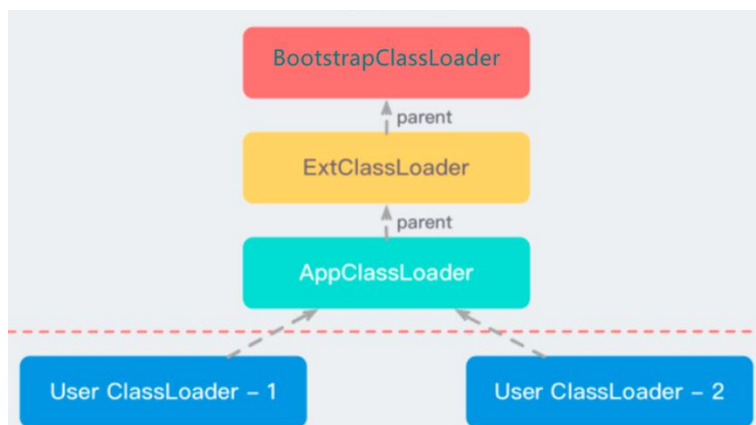 BootstrapClassLoader
parent
ExtClassLoader
parent
AppClassLoader
User ClassLoader – 1
User ClassLoader – 2